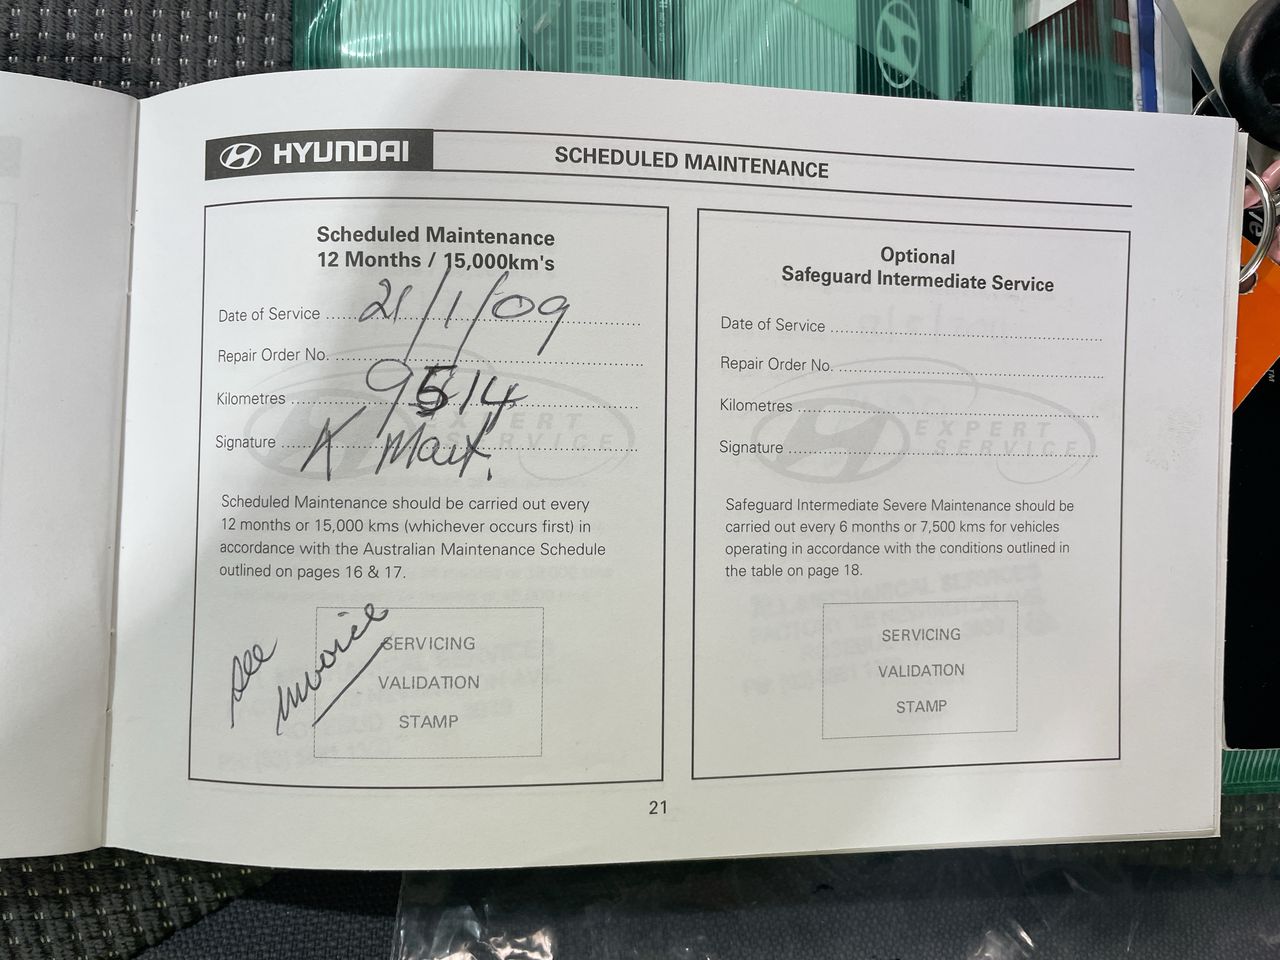 HYUNDAI
SCHEDULED MAINTENANCE
Scheduled Maintenance
12 Months / 15,000km's
Date of Service 21/1/09
Repair Order No.
Kilometres 9514
Signature
EXPERT
SERVICE
Scheduled Maintenance should be carried out every
12 months or 15,000 kms (whichever occurs first) in
accordance with the Australian Maintenance Schedule
outlined on pages 16 & 17.
see
invoice
SERVICING
VALIDATION
STAMP
Optional
Safeguard Intermediate Service
Date of Service
Repair Order No.
Kilometres
Signature
EXPERT
SERVICE
Safeguard Intermediate Severe Maintenance should be
carried out every 6 months or 7,500 kms for vehicles
operating in accordance with the conditions outlined in
the table on page 18.
SERVICING
VALIDATION
STAMP
21